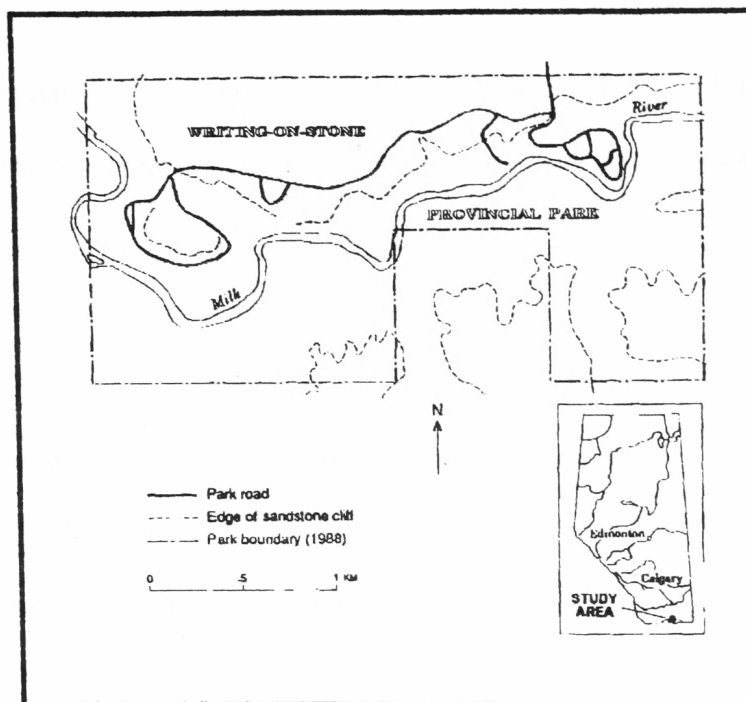 River
WRITING-ON-STONE
PROVINCIAL PARK
Milk
N
Park road
Edge of sandstone cliff
Park boundary (1988)
0 .5 1 KM
Edmonton
Calgary
STUDY
AREA